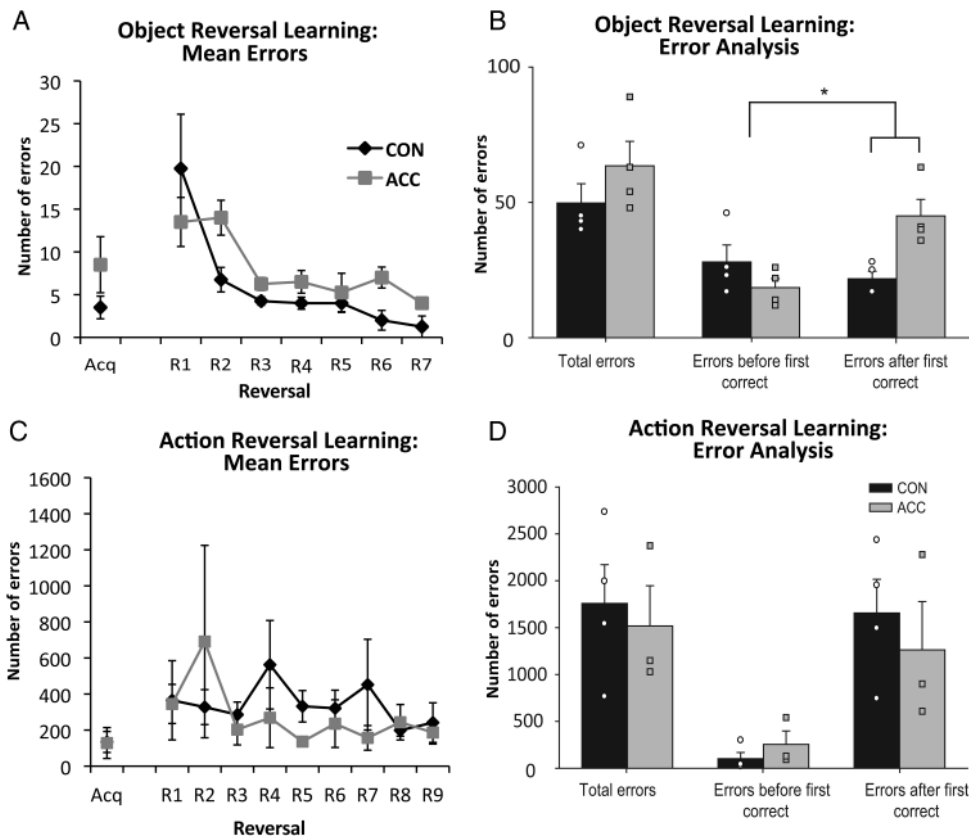 A
Object Reversal Learning:
Mean Errors
Number of errors
30
25
20
15
10
5
0
CON
ACC
Acq R1 R2 R3 R4 R5 R6 R7
Reversal
B
Object Reversal Learning:
Error Analysis
Number of errors
100
50
0
*
Total errors
Errors before first
correct
Errors after first
correct
C
Action Reversal Learning:
Mean Errors
Number of errors
1600
1400
1200
1000
800
600
400
200
0
Acq R1 R2 R3 R4 R5 R6 R7 R8 R9
Reversal
D
Action Reversal Learning:
Error Analysis
Number of errors
3000
2500
2000
1500
1000
500
0
CON
ACC
Total errors
Errors before first
correct
Errors after first
correct